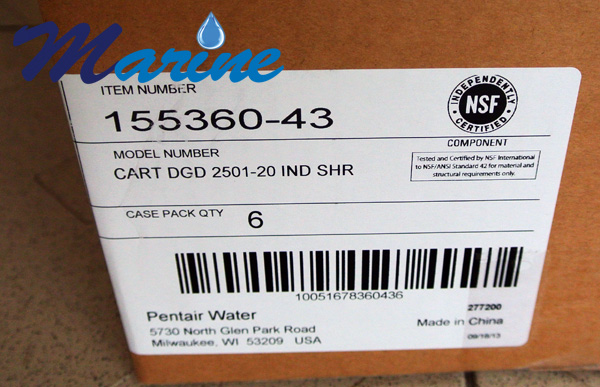 Marine
ITEM NUMBER
155360-43
MODEL NUMBER
CART DGD 2501-20 IND SHR
CASE PACK QTY 6
INDEPENDENTLY
NSF
CERTIFIED
COMPONENT
Tested and Certified by NSF International
to NSF/ANSI Standard 42 for material and
structural requirements only.
10051678360436
Pentair Water
5730 North Glen Park Road
Milwaukee, WI 53209 USA
277200
Made in China
09/18/13